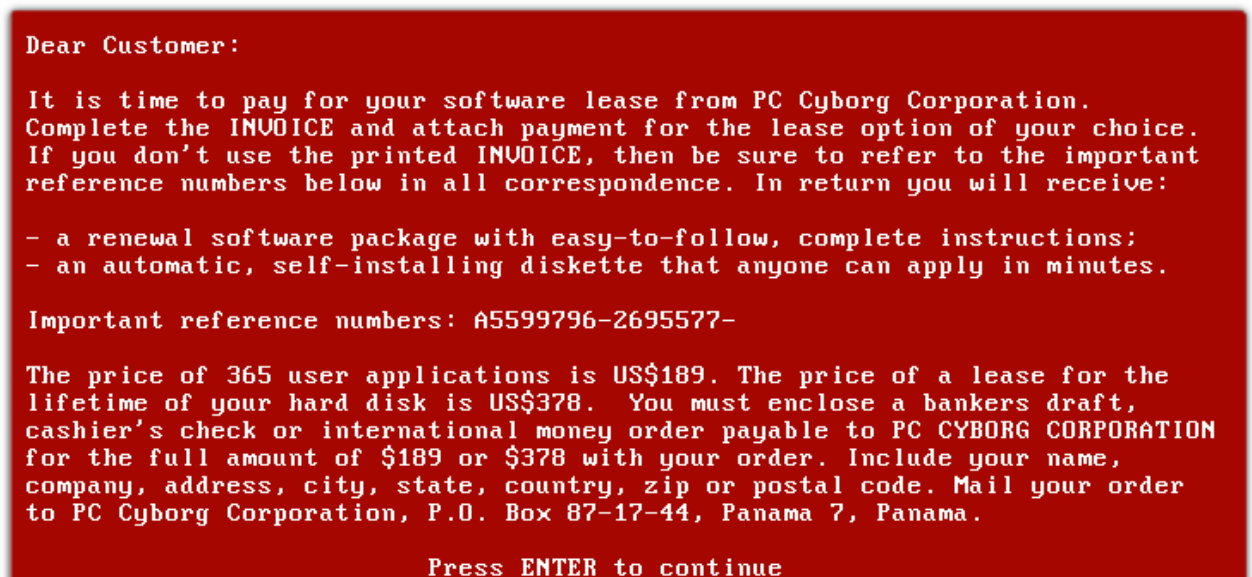 Dear Customer:
It is time to pay for your software lease from PC Cyborg Corporation.
Complete the INVOICE and attach payment for the lease option of your choice.
If you don't use the printed INVOICE, then be sure to refer to the important
reference numbers below in all correspondence. In return you will receive:
- a renewal software package with easy-to-follow, complete instructions;
- an automatic, self-installing diskette that anyone can apply in minutes.
Important reference numbers: A5599796-2695577-
The price of 365 user applications is US$189. The price of a lease for the
lifetime of your hard disk is US$378.  You must enclose a bankers draft,
cashier's check or international money order payable to PC CYBORG CORPORATION
for the full amount of $189 or $378 with your order. Include your name,
company, address, city, state, country, zip or postal code. Mail your order
to PC Cyborg Corporation, P.O. Box 87-17-44, Panama 7, Panama.
Press ENTER to continue